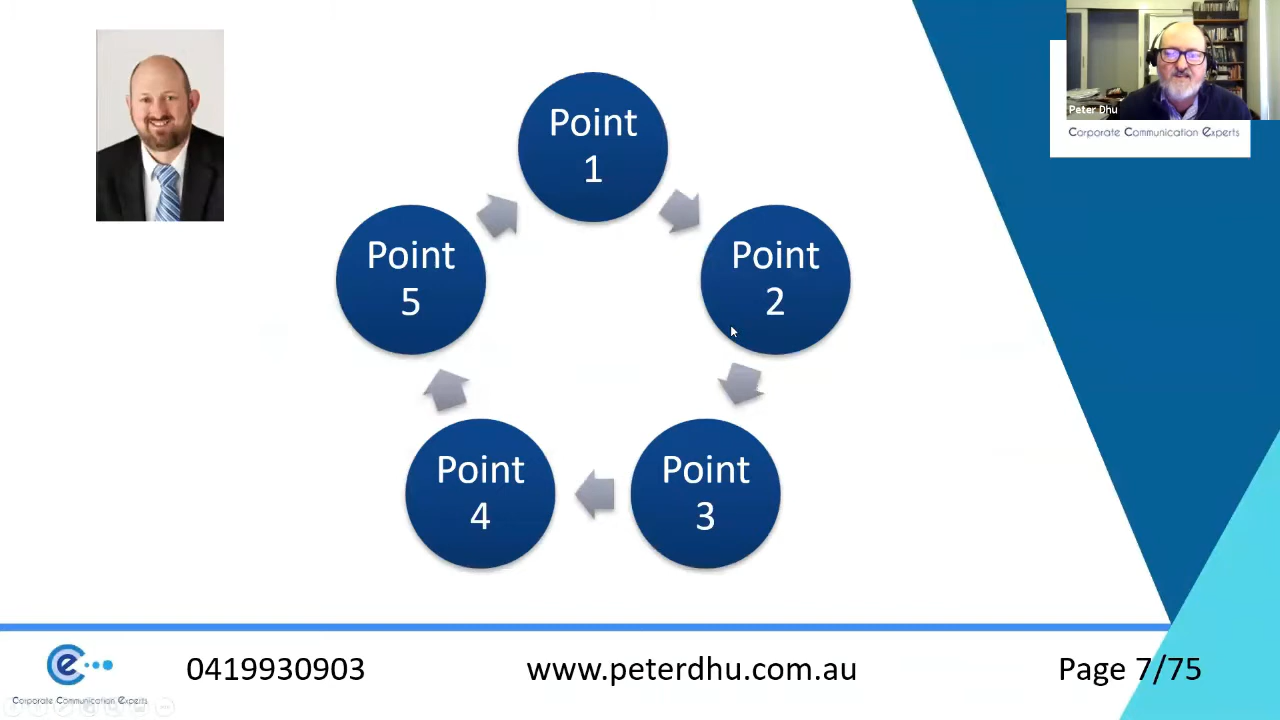 Point
1
Point
5
Point
2
Point
4
Point
3
Peter Dhu
Corporate Communication Experts
0419930903
www.peterdhu.com.au
Page 7/75
Corporate Communication Experts